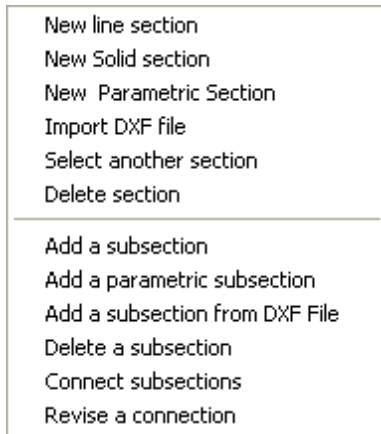 New line section
New Solid section
New  Parametric Section
Import DXF file
Select another section
Delete section
Add a subsection
Add a parametric subsection
Add a subsection from DXF File
Delete a subsection
Connect subsections
Revise a connection